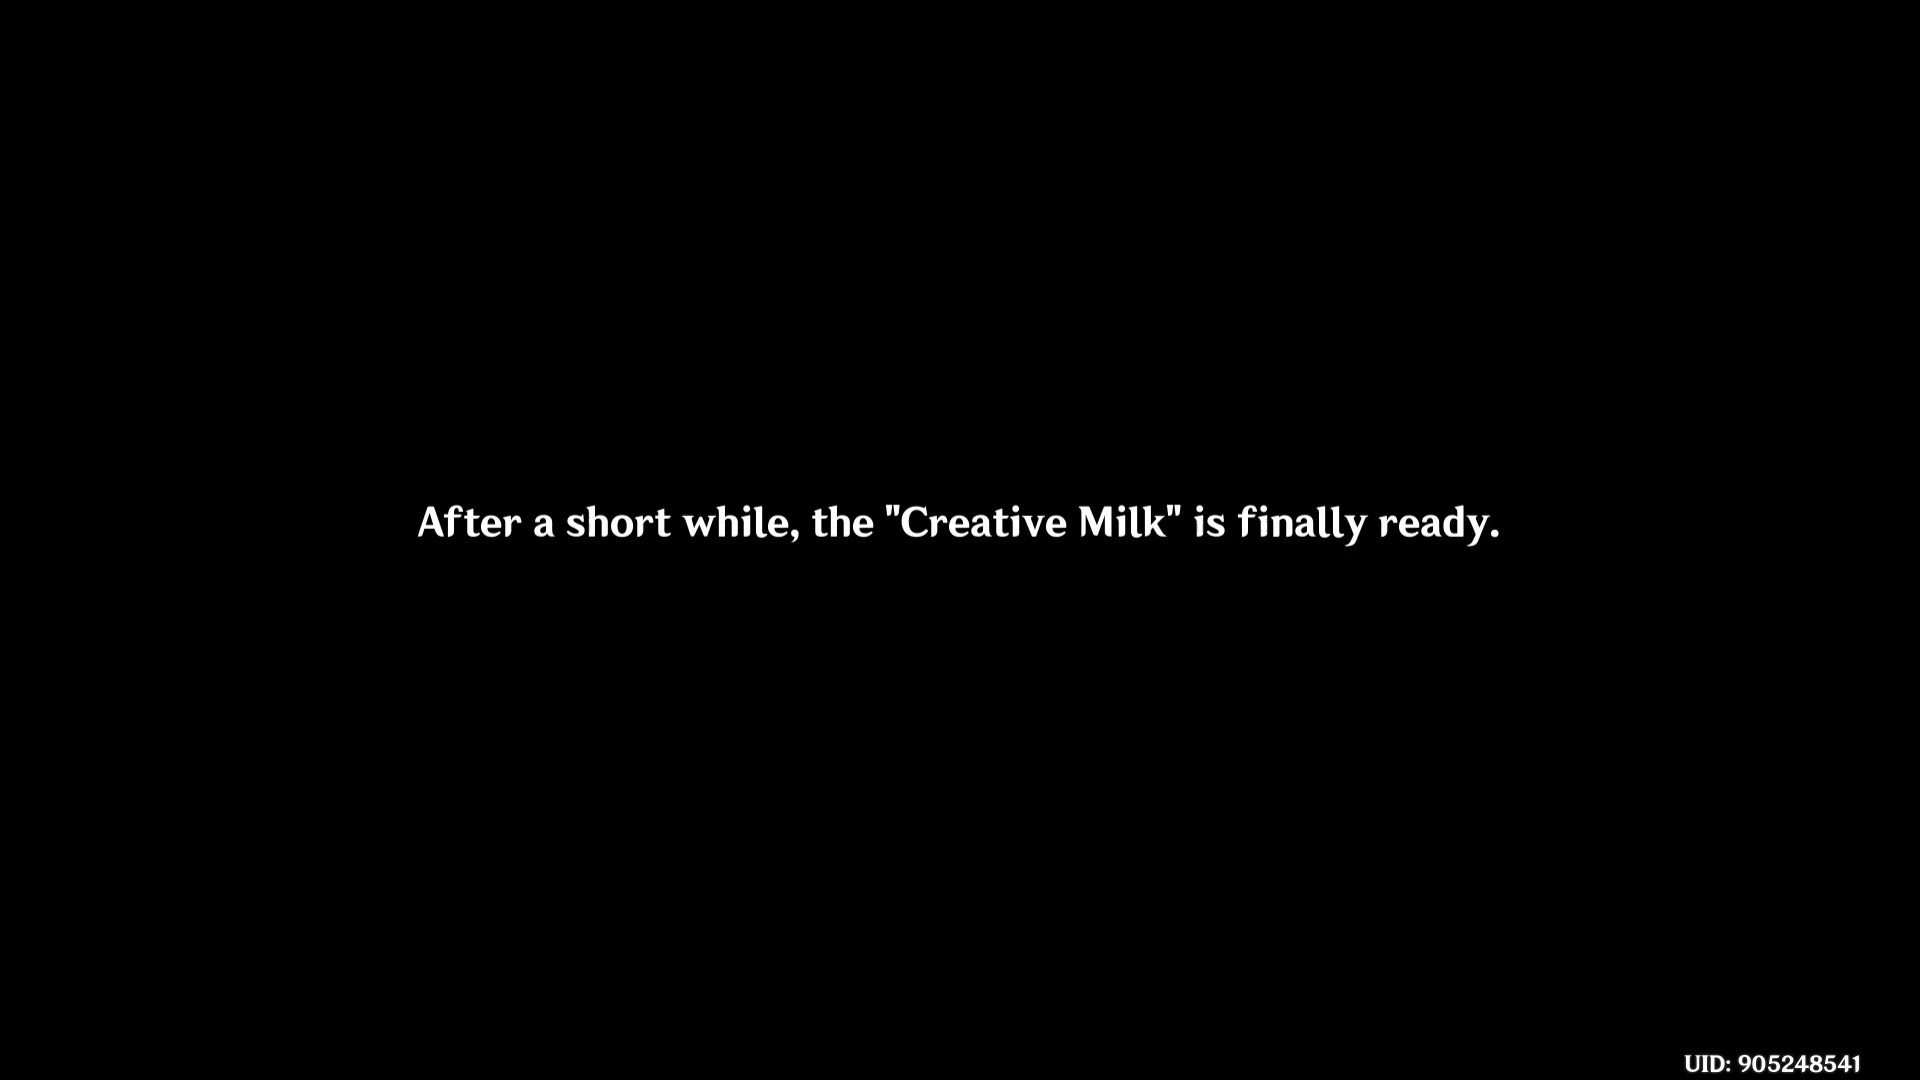 After a short while, the "Creative Milk" is finally ready.
UID: 905248541